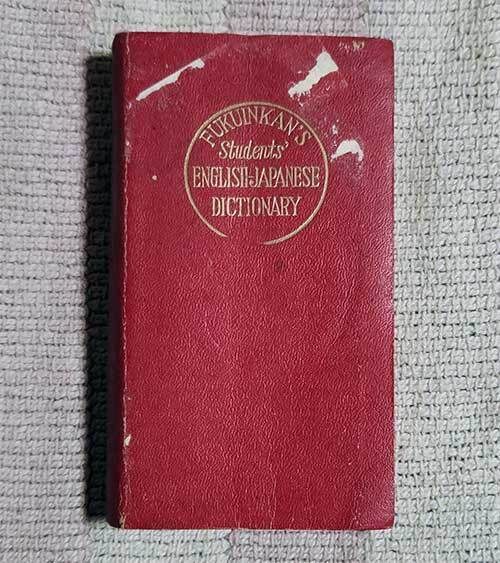 FUKUINKAN'S
Students'
ENGLISH-JAPANESE
DICTIONARY